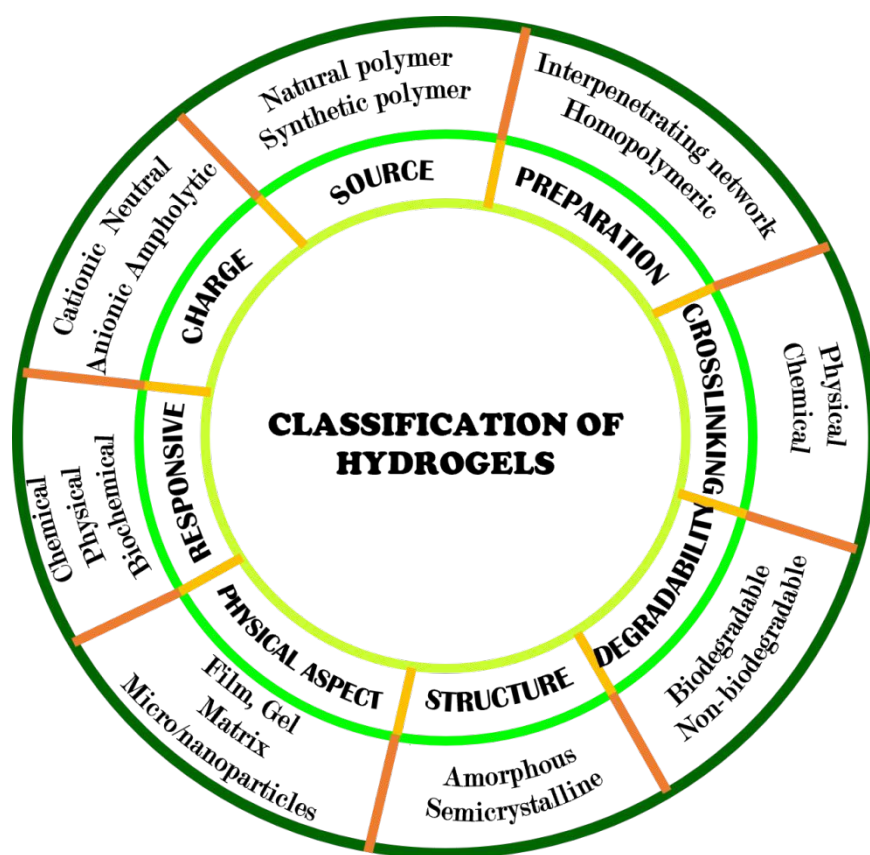 CLASSIFICATION OF
HYDROGELS
SOURCE
Natural polymer
Synthetic polymer
PREPARATION
Interpenetrating network
Homopolymeric
CROSSLINKING
Physical
Chemical
DEGRADABILITY
Biodegradable
Non-biodegradable
STRUCTURE
Amorphous
Semicrystalline
PHYSICAL ASPECT
Film, Gel
Matrix
Micro/nanoparticles
RESPONSIVE
Chemical
Physical
Biochemical
CHARGE
Cationic Neutral
Anionic Ampholytic